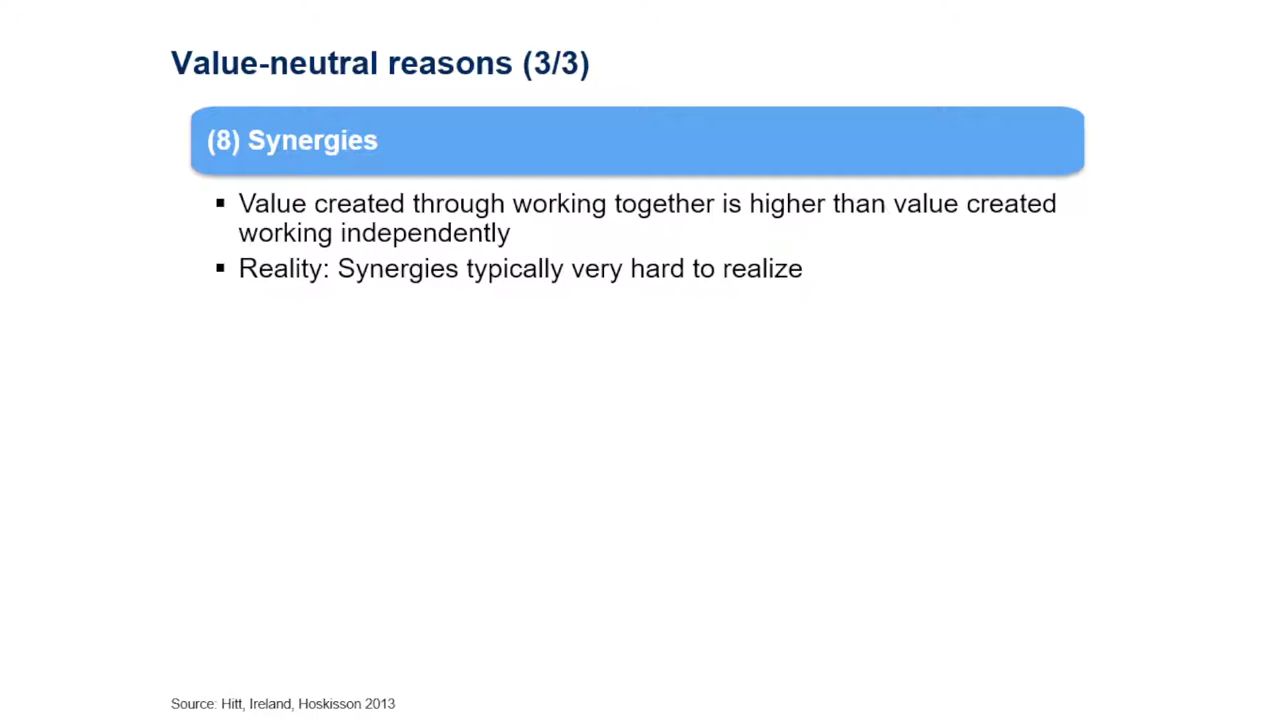 Value-neutral reasons (3/3)
(8) Synergies
▪ Value created through working together is higher than value created
working independently
▪ Reality: Synergies typically very hard to realize
Source: Hitt, Ireland, Hoskisson 2013